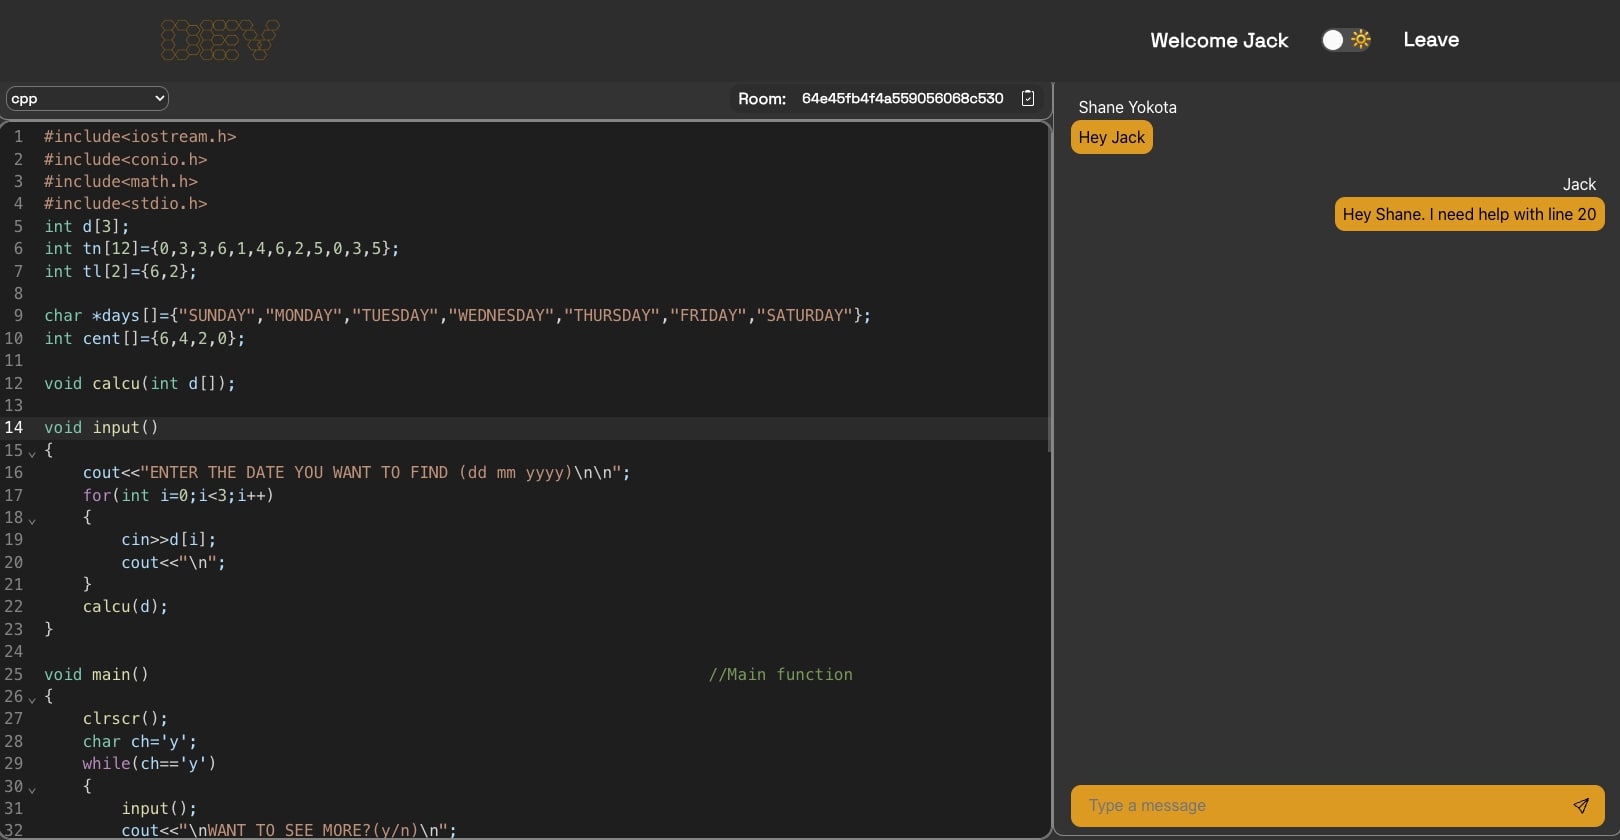 DEV
Welcome Jack
Leave
cpp
Room: 64e45fb4f4a559056068c530
1 #include<iostream.h>
2 #include<conio.h>
3 #include<math.h>
4 #include<stdio.h>
5 int d[3];
6 int tn[12]={0,3,3,6,1,4,6,2,5,0,3,5};
7 int tl[2]={6,2};
8
9 char *days[]={"SUNDAY","MONDAY","TUESDAY","WEDNESDAY","THURSDAY","FRIDAY","SATURDAY"};
10 int cent[]={6,4,2,0};
11
12 void calcu(int d[]);
13
14 void input()
15 {
16     cout<<"ENTER THE DATE YOU WANT TO FIND (dd mm yyyy)\n\n";
17     for(int i=0;i<3;i++)
18     {
19         cin>>d[i];
20         cout<<"\n";
21     }
22     calcu(d);
23 }
24
25 void main() //Main function
26 {
27     clrscr();
28     char ch='y';
29     while(ch=='y')
30     {
31         input();
32         cout<<"\nWANT TO SEE MORE?(y/n)\n";
Shane Yokota
Hey Jack
Jack
Hey Shane. I need help with line 20
Type a message